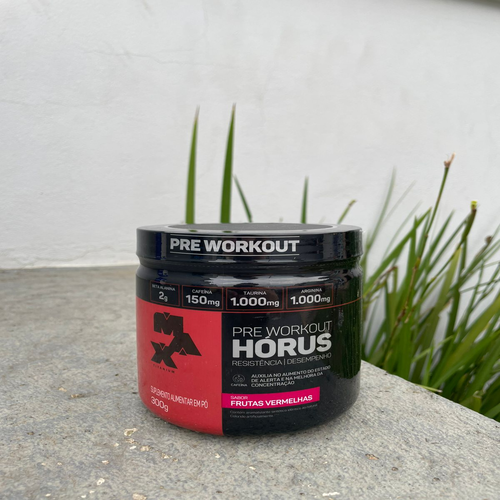 PRE WORKOUT
BETA ALANINA
2g
CAFEÍNA
150mg
TAURINA
1.000mg
ARGININA
1.000mg
MAX
PRE WORKOUT
HÓRUS
RESISTÊNCIA | DESEMPENHO
CAFEÍNA
AUXILIA NO AUMENTO DO ESTADO
DE ALERTA E NA MELHORA DA
CONCENTRAÇÃO
SABOR
FRUTAS VERMELHAS
SUPLEMENTO ALIMENTAR EM PÓ
300g